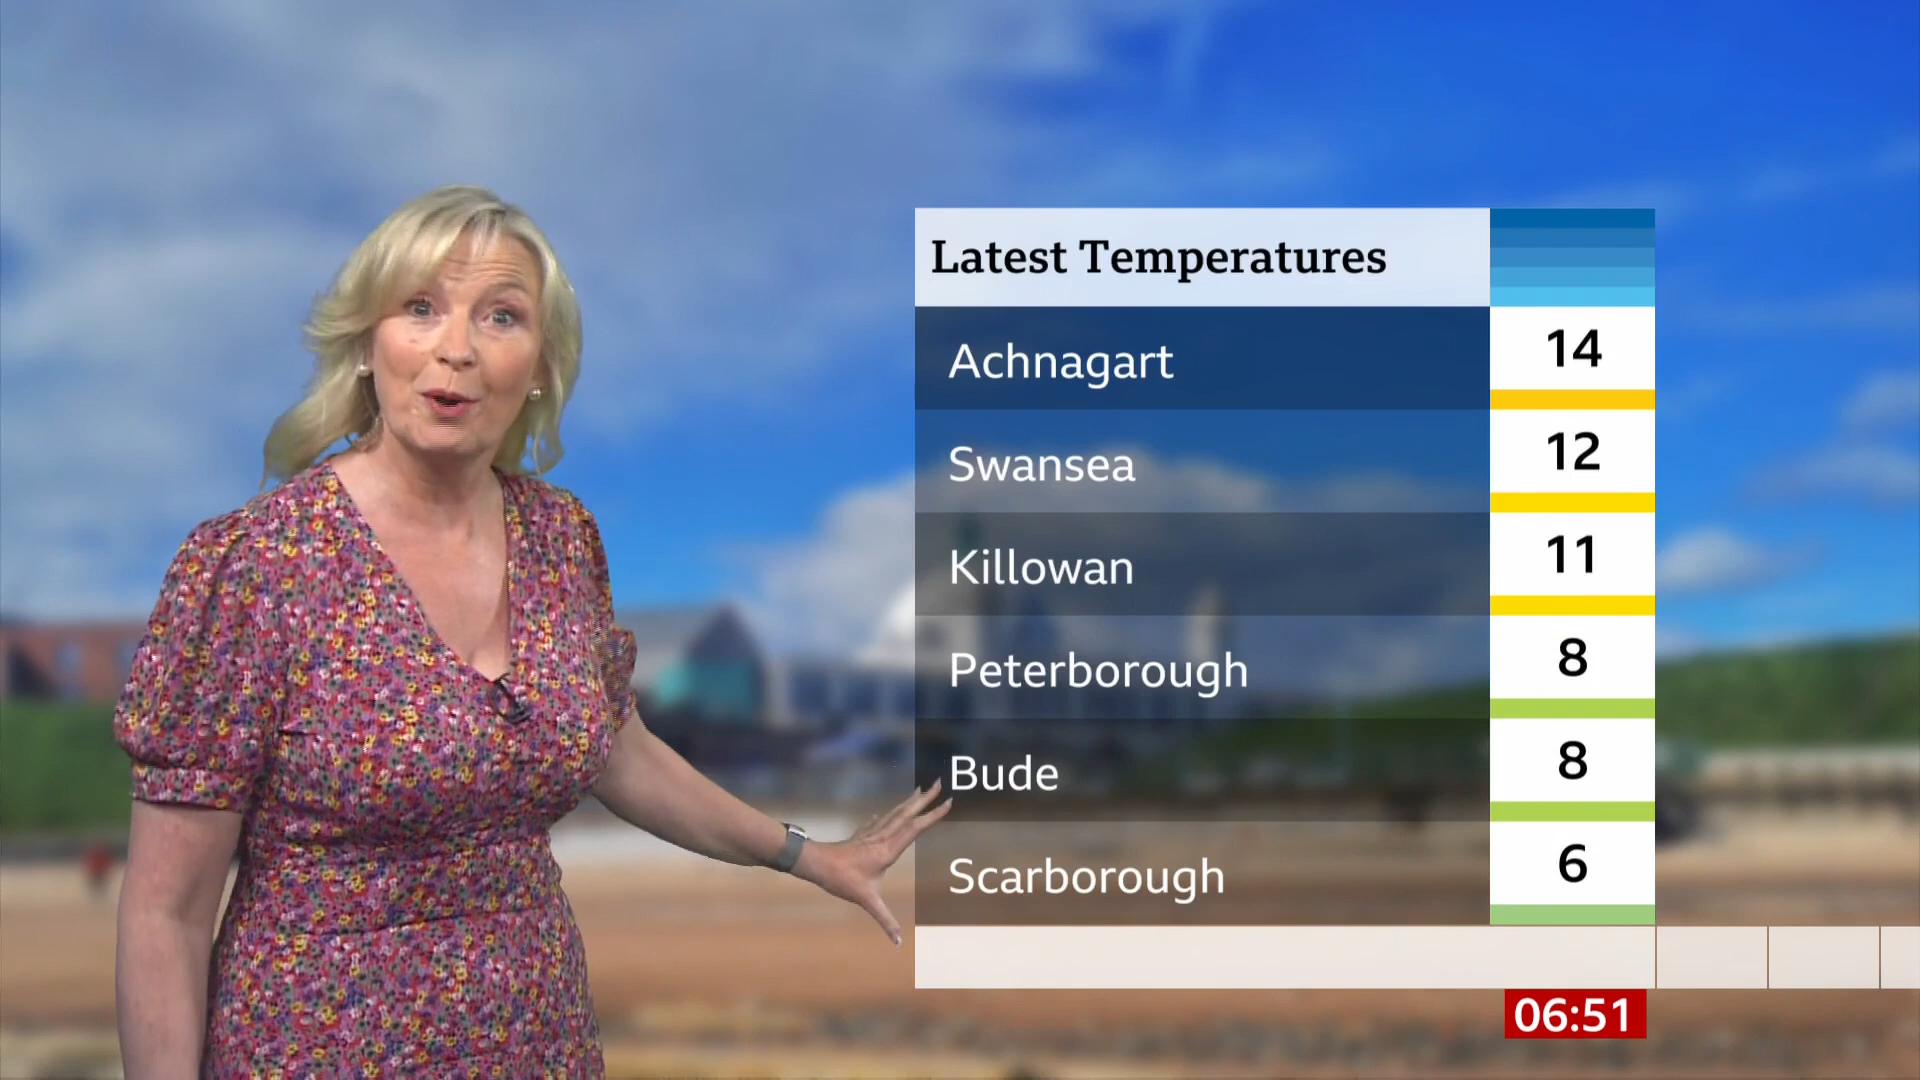 Latest Temperatures
Achnagart 14
Swansea 12
Killowan 11
Peterborough 8
Bude 8
Scarborough 6
06:51